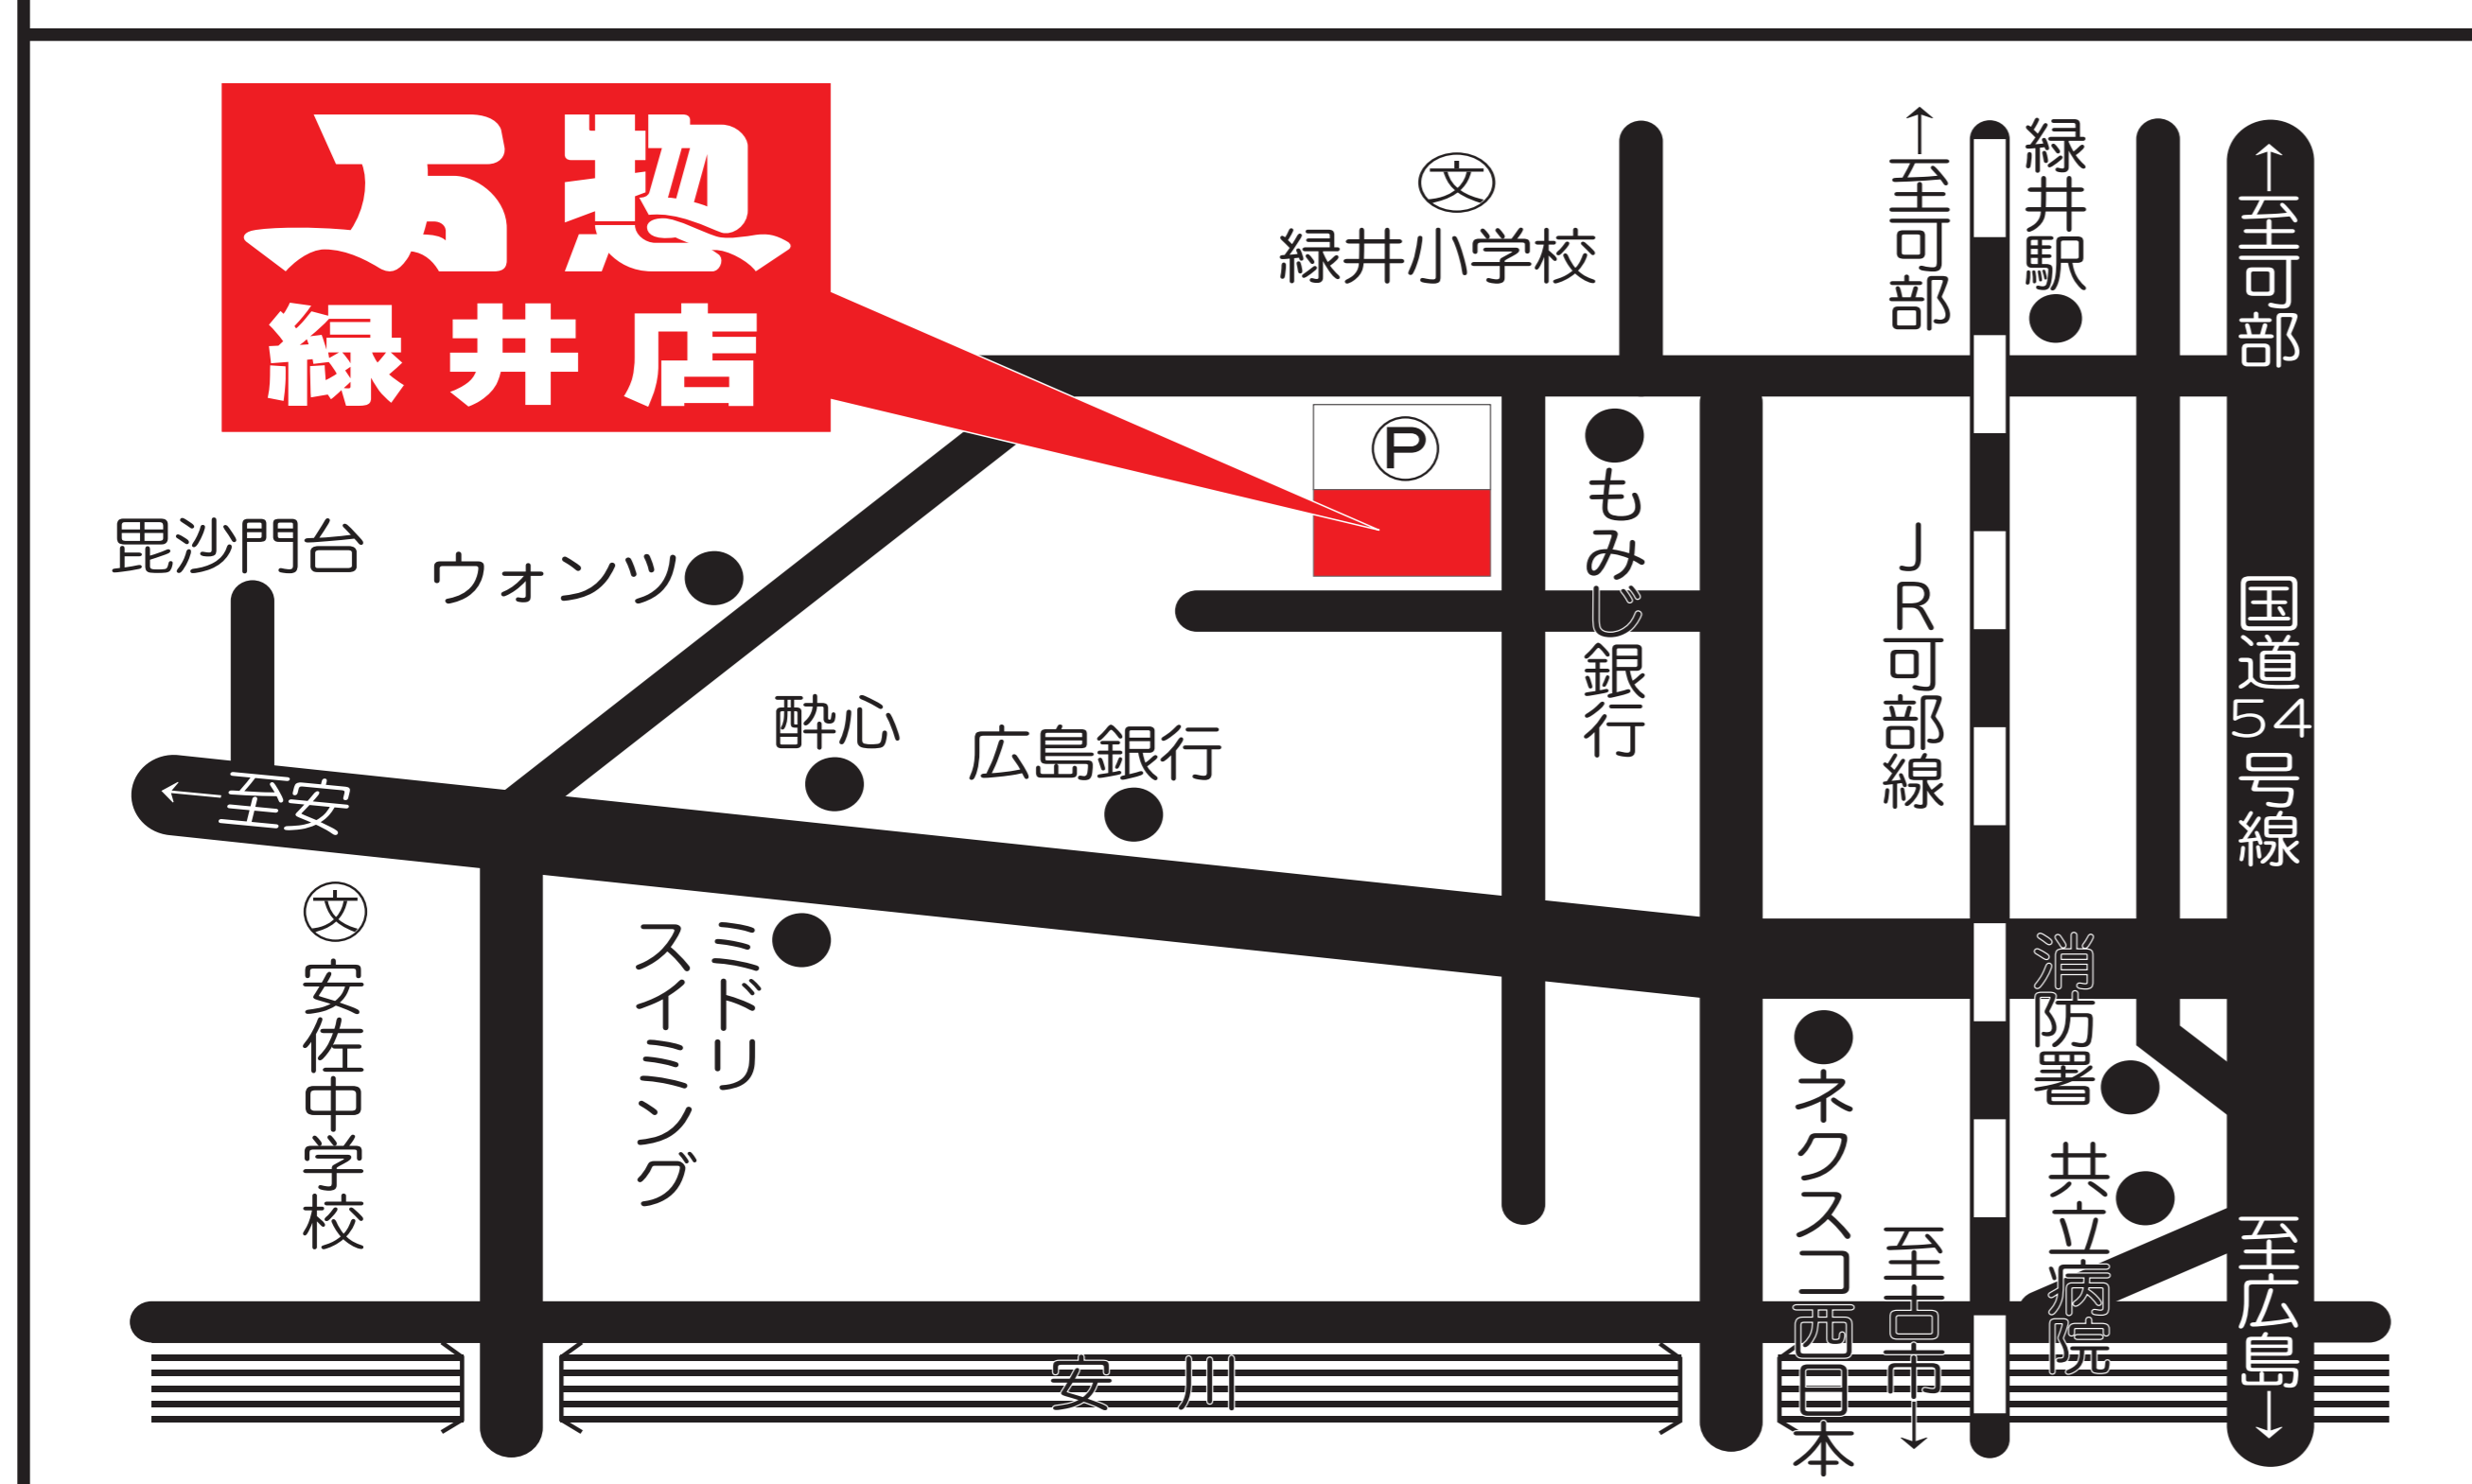 万惣
緑井店
㊫
緑井小学校
←至可部
緑井駅
←至可部
Ⓟ
もみじ銀行
JR可部線
国道54号線
毘沙門台
ウォンツ
酔心
広島銀行
←至安
文
安佐中学校
ミドリ
スイミング
ネクスコ西日本
消防署
共立病院
至古市→
至広島→
安川